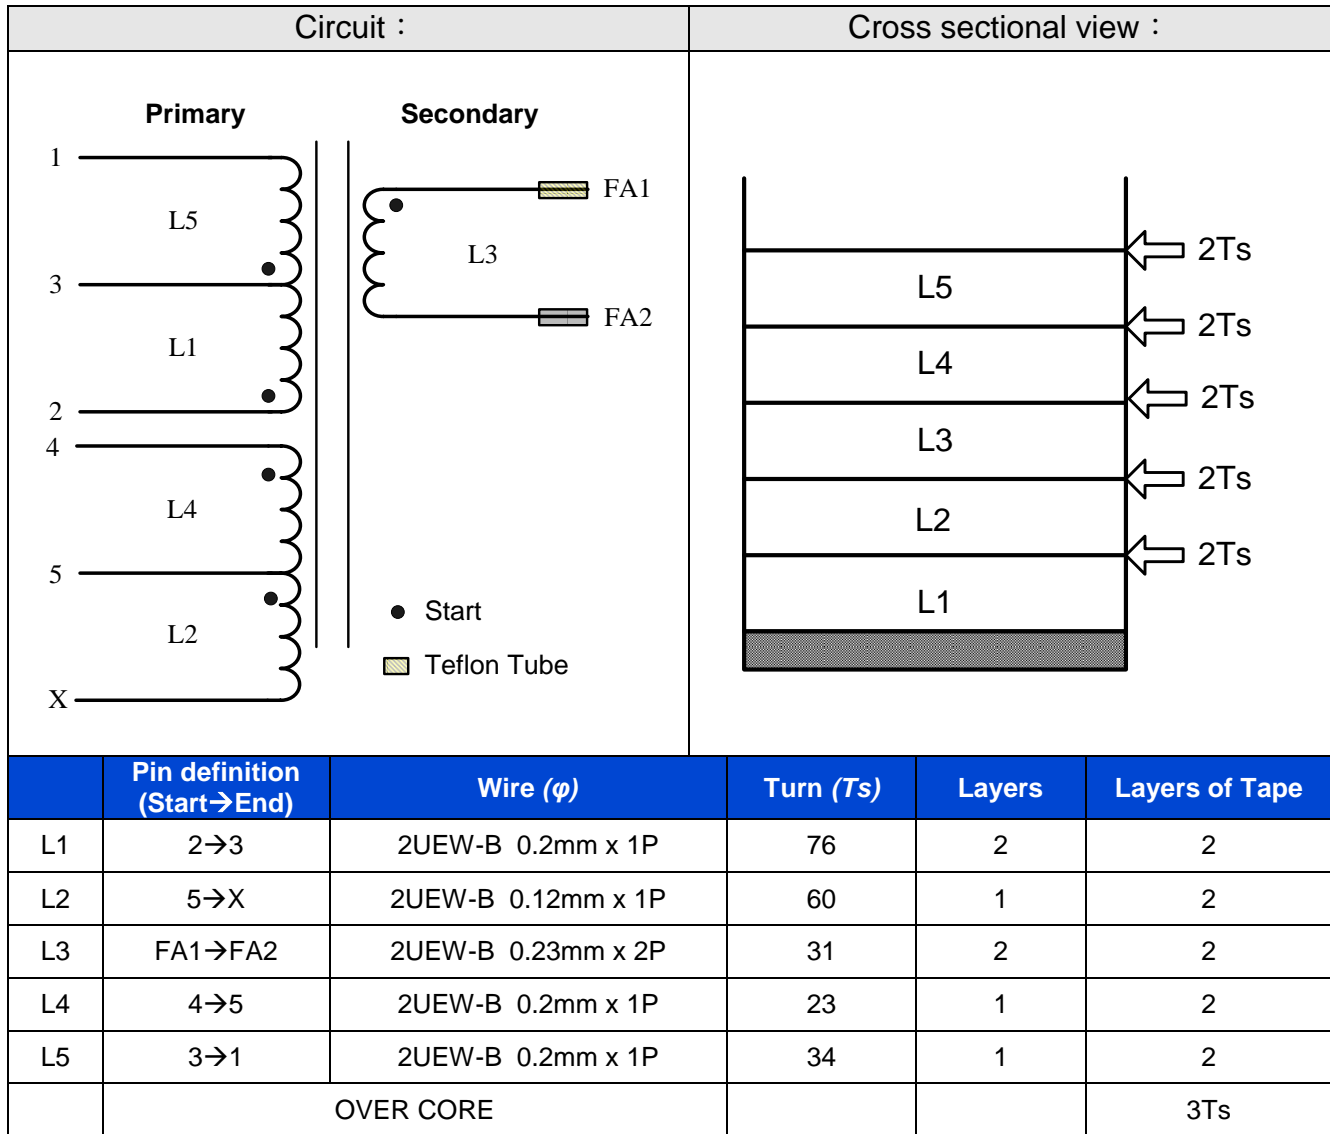 Circuit：
Cross sectional view：
Primary
Secondary
1
L5
3
L1
2
4
L4
5
L2
X
FA1
L3
FA2
Start
Teflon Tube
2Ts
L5
2Ts
L4
2Ts
L3
2Ts
L2
2Ts
L1
Pin definition (Start→End) Wire (φ) Turn (Ts) Layers Layers of Tape
L1 2→3 2UEW-B 0.2mm x 1P 76 2 2
L2 5→X 2UEW-B 0.12mm x 1P 60 1 2
L3 FA1→FA2 2UEW-B 0.23mm x 2P 31 2 2
L4 4→5 2UEW-B 0.2mm x 1P 23 1 2
L5 3→1 2UEW-B 0.2mm x 1P 34 1 2
OVER CORE 3Ts